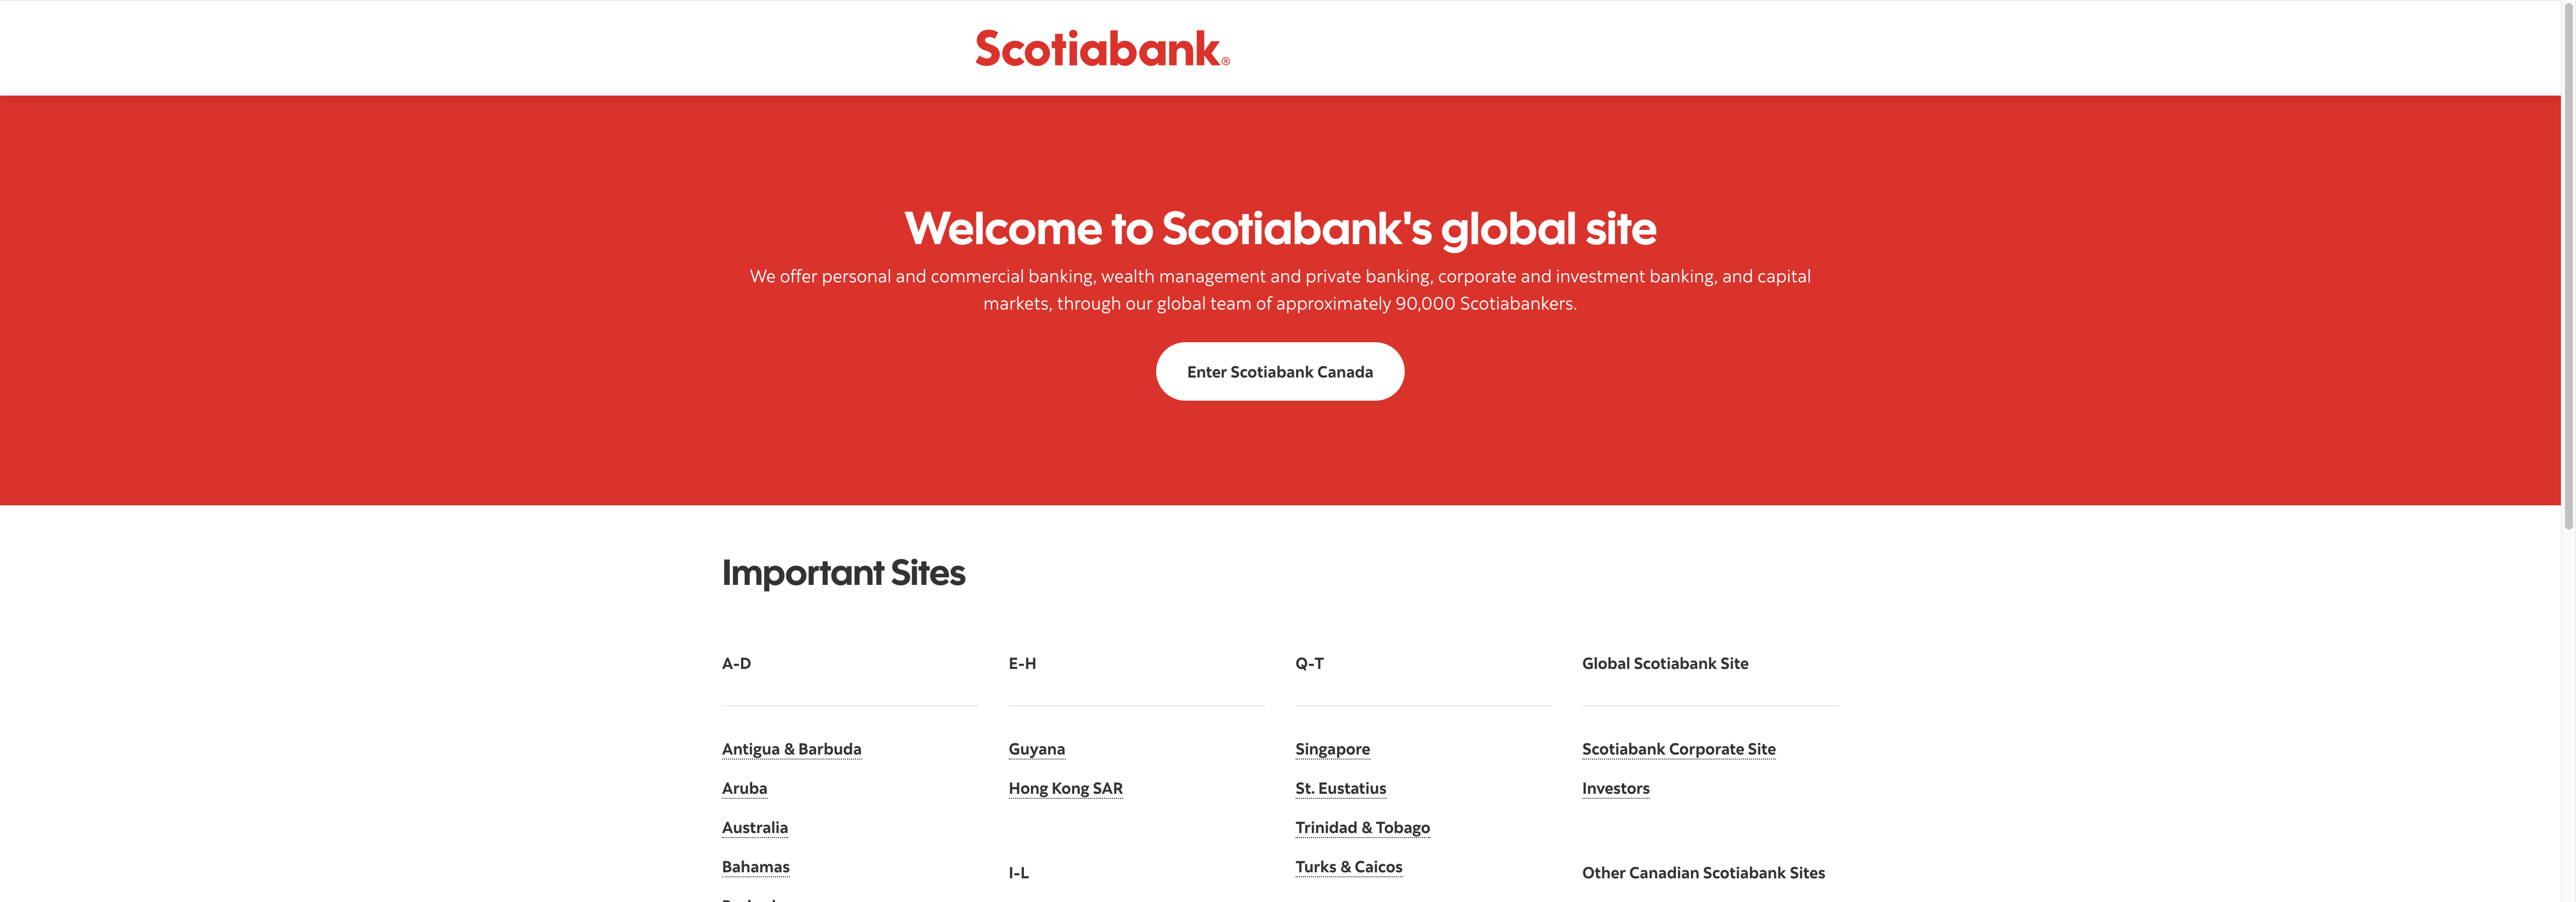 Scotiabank®
Welcome to Scotiabank's global site
We offer personal and commercial banking, wealth management and private banking, corporate and investment banking, and capital
markets, through our global team of approximately 90,000 Scotiabankers.
Enter Scotiabank Canada
Important Sites
A-D
Antigua & Barbuda
Aruba
Australia
Bahamas
E-H
Guyana
Hong Kong SAR
I-L
Q-T
Singapore
St. Eustatius
Trinidad & Tobago
Turks & Caicos
Global Scotiabank Site
Scotiabank Corporate Site
Investors
Other Canadian Scotiabank Sites